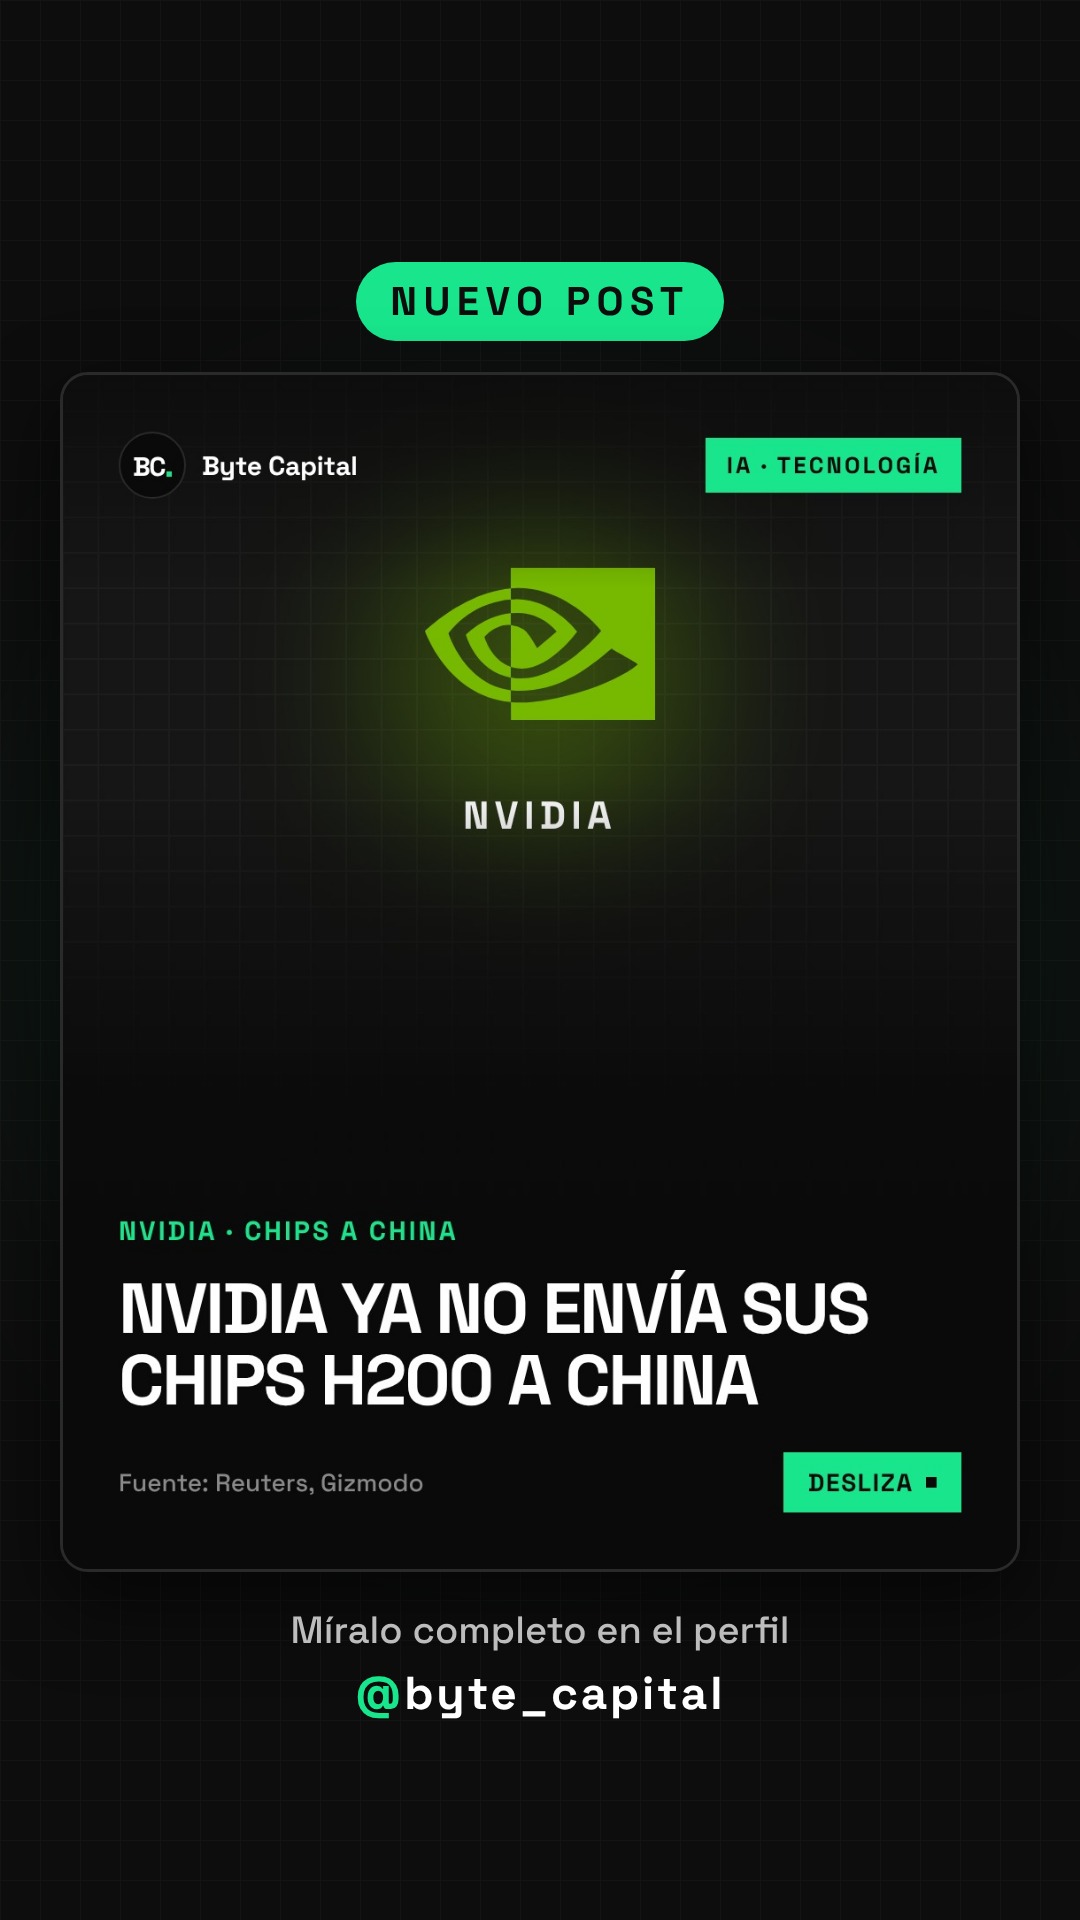 NUEVO POST
BC.
Byte Capital
IA · TECNOLOGÍA
NVIDIA
NVIDIA · CHIPS A CHINA
NVIDIA YA NO ENVÍA SUS
CHIPS H200 A CHINA
Fuente: Reuters, Gizmodo
DESLIZA ▪
Míralo completo en el perfil
@byte_capital